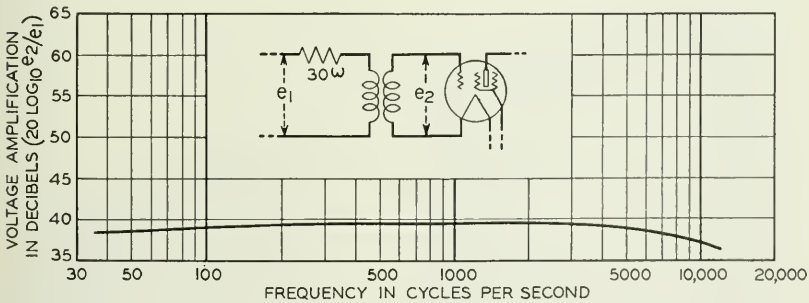 VOLTAGE AMPLIFICATION
IN DECIBELS (20 LOG10 e2/e1)
65
60
55
50
45
40
35
30ω
e1
e2
30 50 100 500 1000 5000 10,000 20,000
FREQUENCY IN CYCLES PER SECOND